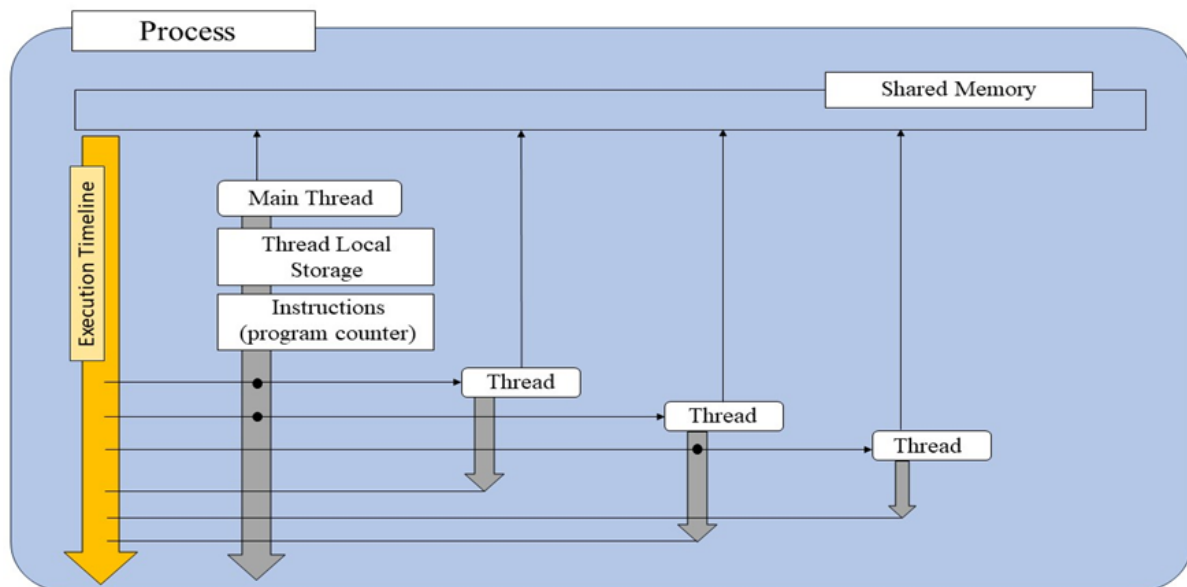 Process
Shared Memory
Execution Timeline
Main Thread
Thread Local
Storage
Instructions
(program counter)
Thread
Thread
Thread